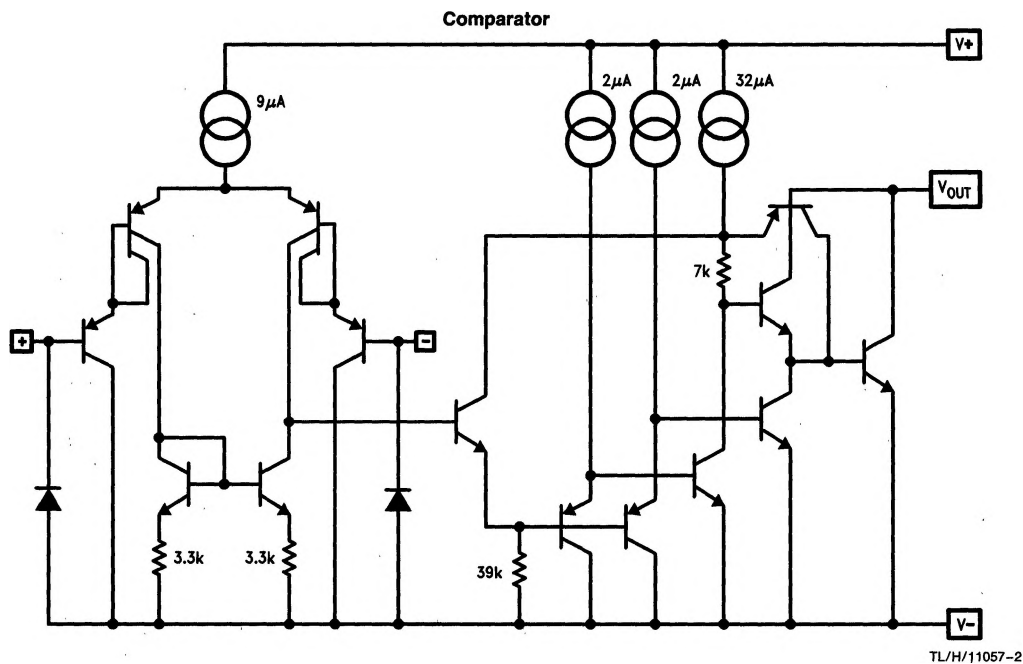 Comparator
V+
9μA
2μA
2μA
32μA
VOUT
7k
+
-
3.3k
3.3k
39k
V-
TL/H/11057-2